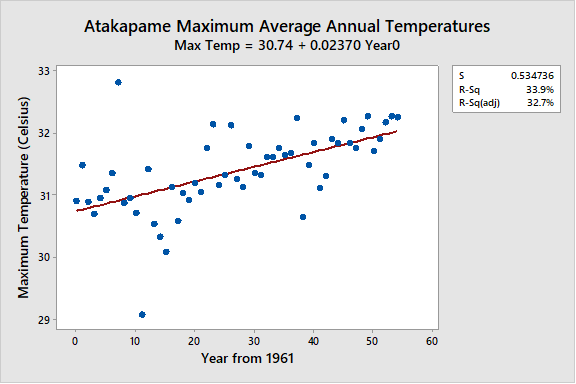 Atakapame Maximum Average Annual Temperatures
Max Temp = 30.74 + 0.02370 Year0
S 0.534736
R-Sq 33.9%
R-Sq(adj) 32.7%
Maximum Temperature (Celsius)
33
32
31
30
29
0 10 20 30 40 50 60
Year from 1961